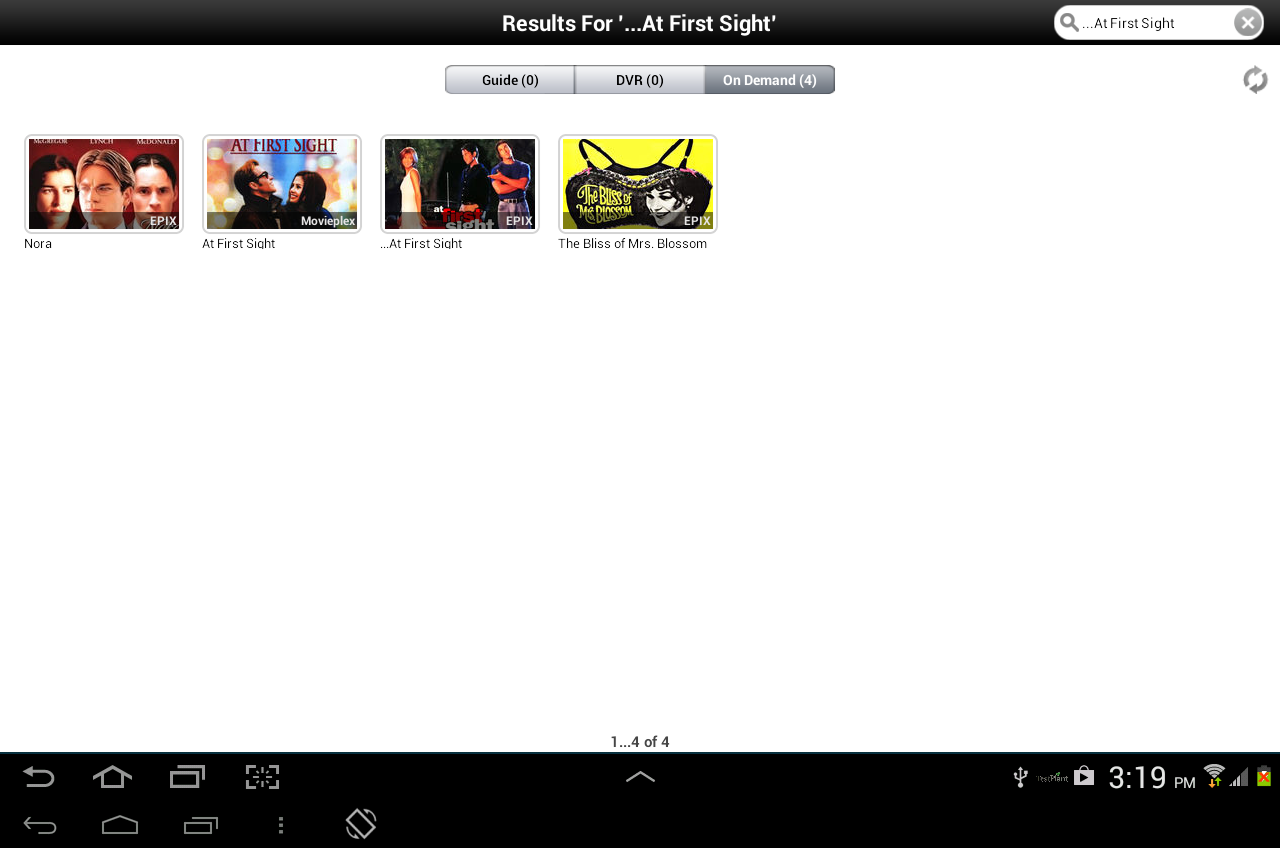 Results For '...At First Sight'
...At First Sight
Guide (0)
DVR (0)
On Demand (4)
McGREGOR LYNCH McDONALD
EPIX
Nora
AT FIRST SIGHT
Movieplex
At First Sight
at
first
sight
EPIX
...At First Sight
The Bliss of
Mrs Blossom
EPIX
The Bliss of Mrs. Blossom
1...4 of 4
TestPlant
3:19 PM